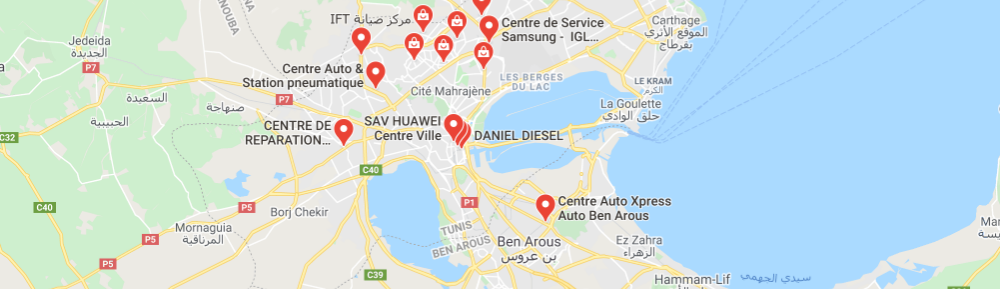 IFT مركز صيانة
Centre de Service
Samsung - IGL...
Carthage
الموقع الأثري
بقرطاج
Jedeida
الجديدة
P7
Centre Auto &
Station pneumatique
Cité Mahrajène
LES BERGES
DU LAC
LE KRAM
الكرم
السعيدة
صنهاجة
P7
La Goulette
حلق الوادي
الحبيبية
CENTRE DE
REPARATION...
SAV HUAWEI
Centre Ville
DANIEL DIESEL
C32
C40
C40
P5
Borj Chekir
P1
Centre Auto Xpress
Auto Ben Arous
Mornaguia
المرناقية
P5
TUNIS
BEN AROUS
Ben Arous
بن عروس
Ez Zahra
الزهراء
P5
C39
Hammam-Lif
سيدي الجهمي